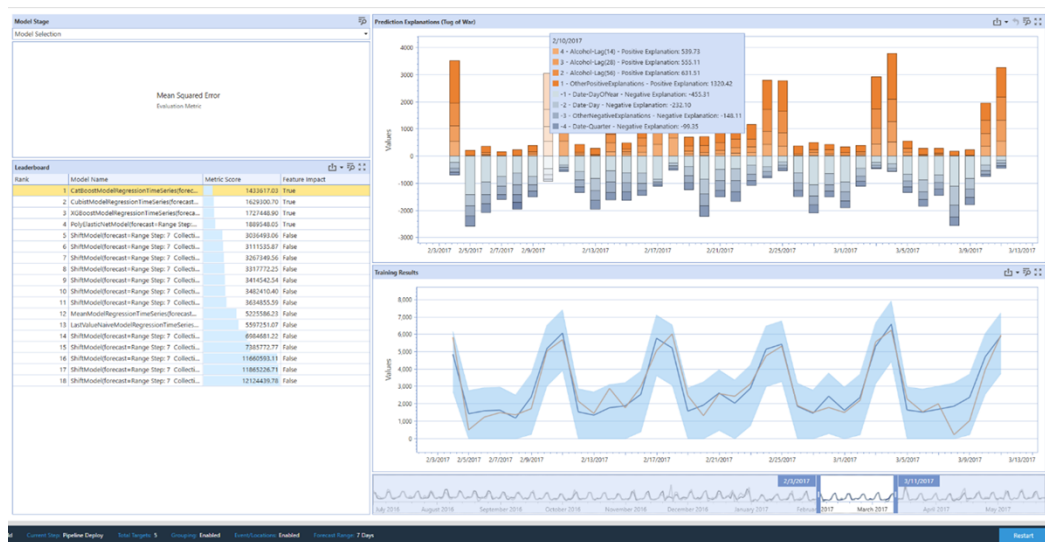 Model Stage
Model Selection
Mean Squared Error
Evaluation Metric
Leaderboard
Rank Model Name Metric Score Feature Impact
1 CatBoostModelRegressionTimeSeries(forec... 1433617.03 True
2 CubistModelRegressionTimeSeries(forecast... 1629300.70 True
3 XGBoostModelRegressionTimeSeries(foreca... 1727448.90 True
4 PolyElasticNetModel(forecast=Range Step:... 1889548.05 True
5 ShiftModel(forecast=Range Step: 7 Collecti... 3036493.06 False
6 ShiftModel(forecast=Range Step: 7 Collecti... 3111535.87 False
7 ShiftModel(forecast=Range Step: 7 Collecti... 3267349.56 False
8 ShiftModel(forecast=Range Step: 7 Collecti... 3317772.25 False
9 ShiftModel(forecast=Range Step: 7 Collecti... 3414542.54 False
10 ShiftModel(forecast=Range Step: 7 Collecti... 3482410.40 False
11 ShiftModel(forecast=Range Step: 7 Collecti... 3634855.59 False
12 MeanModelRegressionTimeSeries(forecast... 5225586.23 False
13 LastValueNaiveModelRegressionTimeSeries... 5597251.07 False
14 ShiftModel(forecast=Range Step: 7 Collecti... 6984681.22 False
15 ShiftModel(forecast=Range Step: 7 Collecti... 7385772.77 False
16 ShiftModel(forecast=Range Step: 7 Collecti... 11660593.11 False
17 ShiftModel(forecast=Range Step: 7 Collecti... 11865228.71 False
18 ShiftModel(forecast=Range Step: 7 Collecti... 12124439.78 False
Prediction Explanations (Tug of War)
2/10/2017
4 - Alcohol-Lag(14) - Positive Explanation: 539.73
3 - Alcohol-Lag(28) - Positive Explanation: 555.11
2 - Alcohol-Lag(56) - Positive Explanation: 631.51
1 - OtherPositiveExplanations - Positive Explanation: 1320.42
-1 - Date-DayOfYear - Negative Explanation: -455.31
-2 - Date-Day - Negative Explanation: -232.10
-3 - OtherNegativeExplanations - Negative Explanation: -148.11
-4 - Date-Quarter - Negative Explanation: -99.25
Values
4000
3000
2000
1000
0
-1000
-2000
-3000
2/3/2017 2/5/2017 2/7/2017 2/9/2017 2/13/2017 2/17/2017 2/21/2017 2/25/2017 3/1/2017 3/5/2017 3/9/2017 3/13/2017
Training Results
Values
8,000
7,000
6,000
5,000
4,000
3,000
2,000
1,000
0
2/3/2017 2/5/2017 2/7/2017 2/9/2017 2/13/2017 2/17/2017 2/21/2017 2/25/2017 3/1/2017 3/5/2017 3/9/2017 3/13/2017
2/3/2017 3/11/2017
July 2016 August 2016 September 2016 October 2016 November 2016 December 2016 January 2017 Februar 2017 March 2017 April 2017 May 2017
Current Step: Pipeline Deploy Total Targets: 5 Grouping: Enabled Event/Locations: Enabled Forecast Range: 7 Days Restart